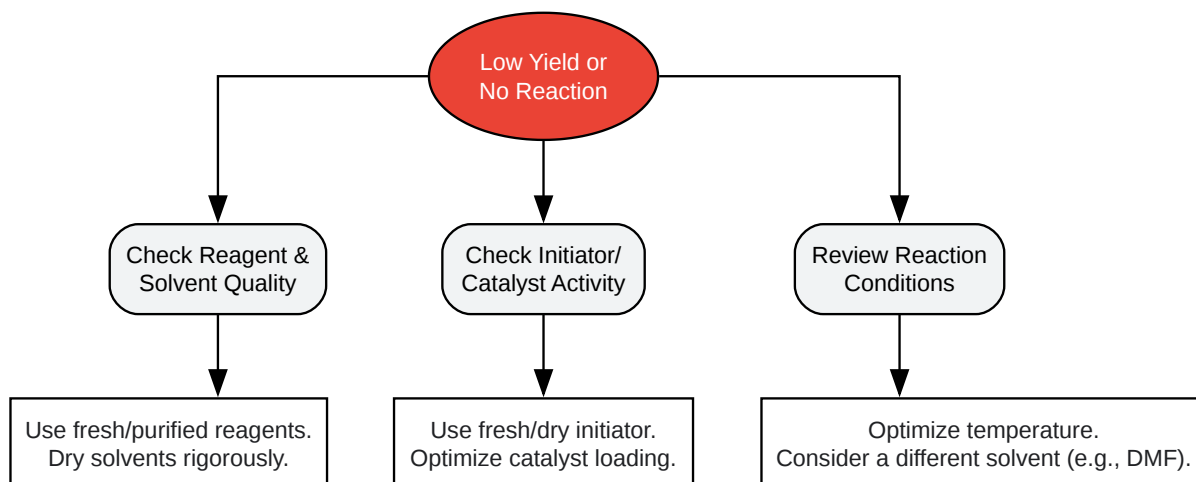 Low Yield or
No Reaction
Check Reagent &
Solvent Quality
Check Initiator/
Catalyst Activity
Review Reaction
Conditions
Use fresh/purified reagents.
Dry solvents rigorously.
Use fresh/dry initiator.
Optimize catalyst loading.
Optimize temperature.
Consider a different solvent (e.g., DMF).